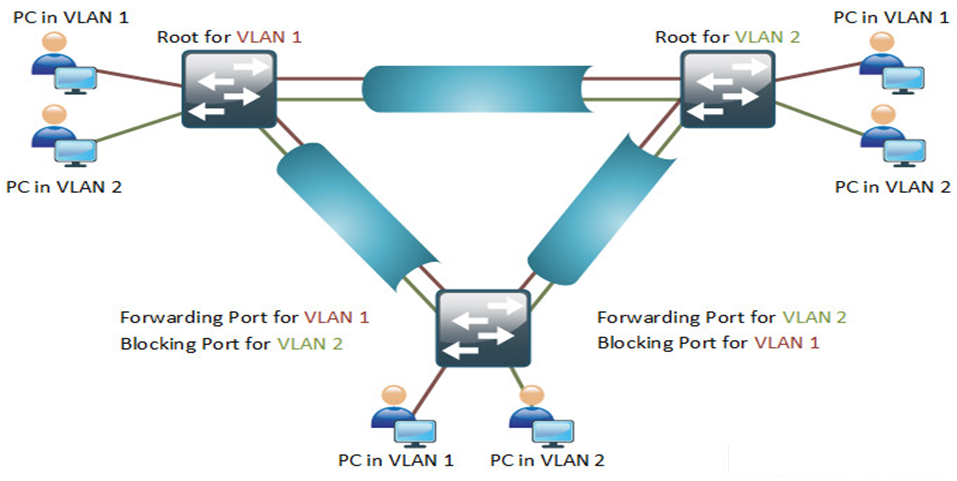 PC in VLAN 1
PC in VLAN 1
Root for VLAN 1
Root for VLAN 2
PC in VLAN 2
PC in VLAN 2
Forwarding Port for VLAN 1
Blocking Port for VLAN 2
Forwarding Port for VLAN 2
Blocking Port for VLAN 1
PC in VLAN 1
PC in VLAN 2